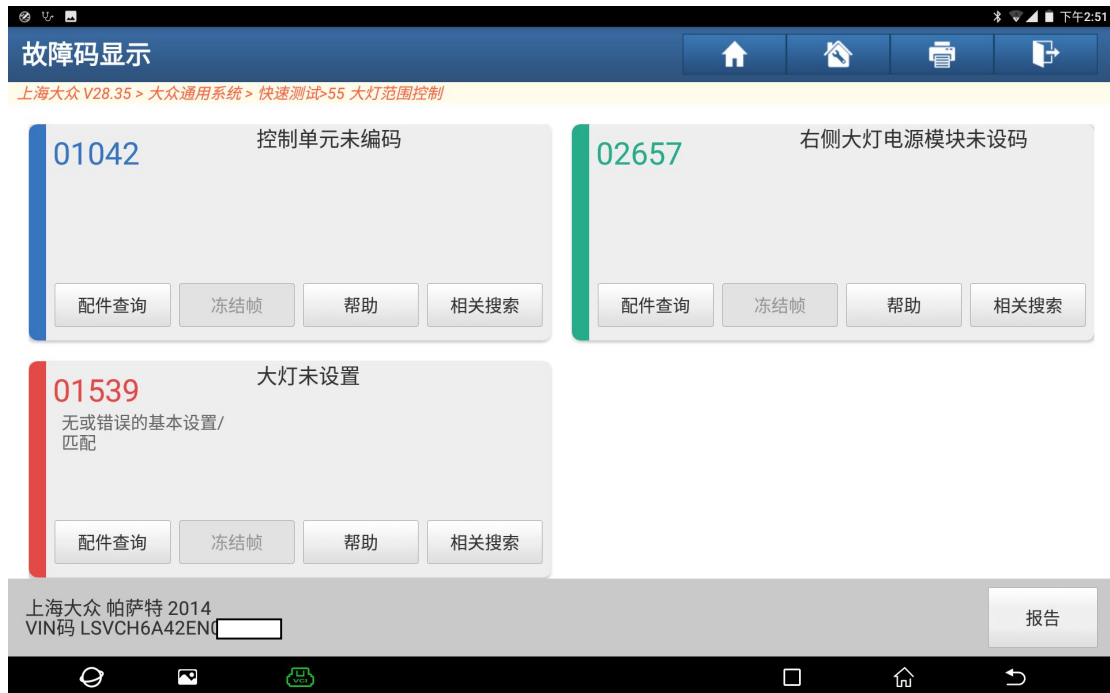 下午2:51
故障码显示
上海大众 V28.35 > 大众通用系统 > 快速测试>55 大灯范围控制
01042
控制单元未编码
配件查询
冻结帧
帮助
相关搜索
02657
右侧大灯电源模块未设码
配件查询
冻结帧
帮助
相关搜索
01539
大灯未设置
无或错误的基本设置/
匹配
配件查询
冻结帧
帮助
相关搜索
上海大众 帕萨特 2014
VIN码 LSVCH6A42EN
报告
VCI